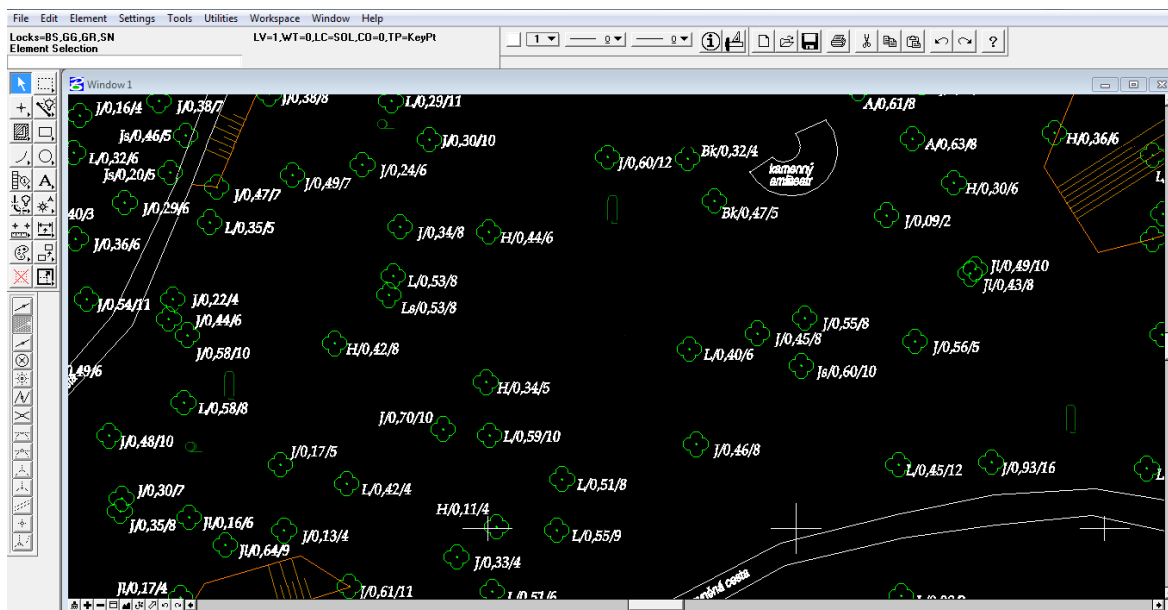 File Edit Element Settings Tools Utilities Workspace Window Help
Locks=BS,GG,GR,SN LV=1,WT=0,LC=SOL,CO=0,TP=KeyPt
Element Selection
1 0 0
Window 1
J/0,16/4
J/0,38/7
J/0,38/8
L/0,29/11
A/0,61/8
Js/0,46/5
J/0,30/10
A/0,63/8
H/0,36/6
L/0,32/6
Js/0,20/5
J/0,24/6
J/0,60/12
Bk/0,32/4
kamenný
amfiteatr
J/0,49/7
J/0,47/7
H/0,30/6
40/3
J/0,29/6
L/0,35/5
Bk/0,47/5
J/0,09/2
J/0,36/6
J/0,34/8
H/0,44/6
L/0,53/8
Ls/0,53/8
Jl/0,49/10
Jl/0,43/8
J/0,54/11
J/0,22/4
J/0,44/6
J/0,58/10
H/0,42/8
J/0,55/8
J/0,45/8
L/0,40/6
J/0,56/5
Js/0,60/10
,49/6
H/0,34/5
L/0,58/8
J/0,70/10
L/0,59/10
J/0,48/10
J/0,17/5
J/0,46/8
L/0,45/12
J/0,93/16
L
J/0,30/7
L/0,42/4
L/0,51/8
J/0,35/8
Jl/0,16/6
H/0,11/4
J/0,13/4
L/0,55/9
Jl/0,64/9
J/0,33/4
Jl/0,17/4
J/0,61/11
L/0,51/6
cesta